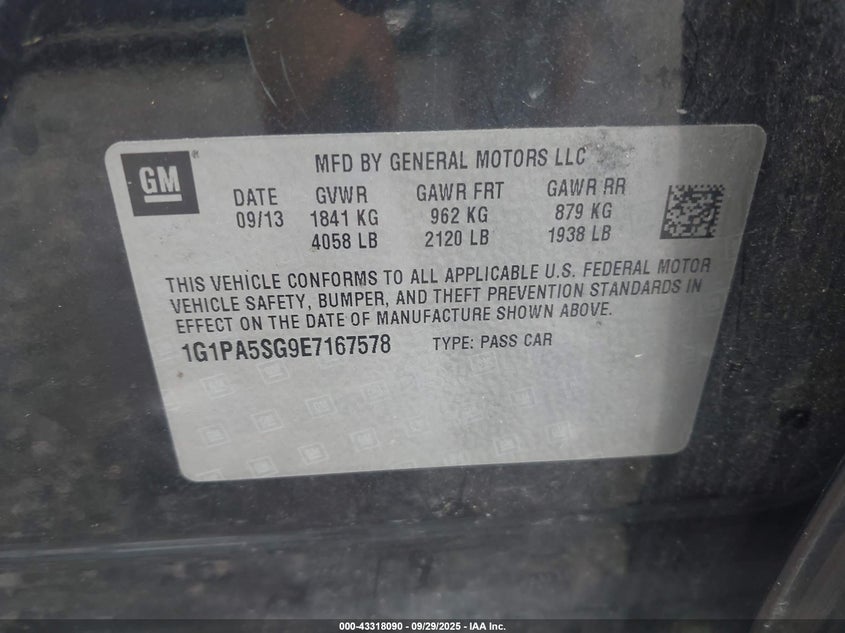 GM®
MFD BY GENERAL MOTORS LLC
DATE GVWR GAWR FRT GAWR RR
09/13 1841 KG 962 KG 879 KG
4058 LB 2120 LB 1938 LB
THIS VEHICLE CONFORMS TO ALL APPLICABLE U.S. FEDERAL MOTOR
VEHICLE SAFETY, BUMPER, AND THEFT PREVENTION STANDARDS IN
EFFECT ON THE DATE OF MANUFACTURE SHOWN ABOVE.
1G1PA5SG9E7167578 TYPE: PASS CAR
000-43318090 - 09/29/2025 - IAA Inc.